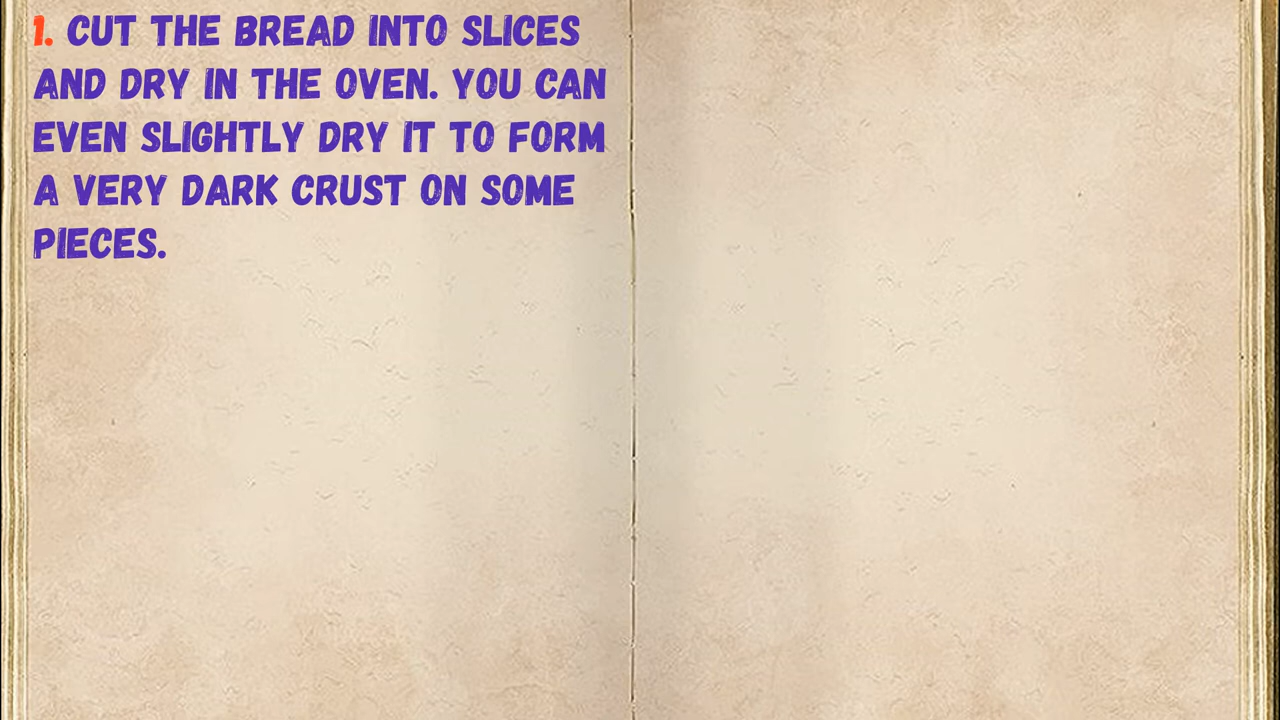 1. CUT THE BREAD INTO SLICES
AND DRY IN THE OVEN. YOU CAN
EVEN SLIGHTLY DRY IT TO FORM
A VERY DARK CRUST ON SOME
PIECES.